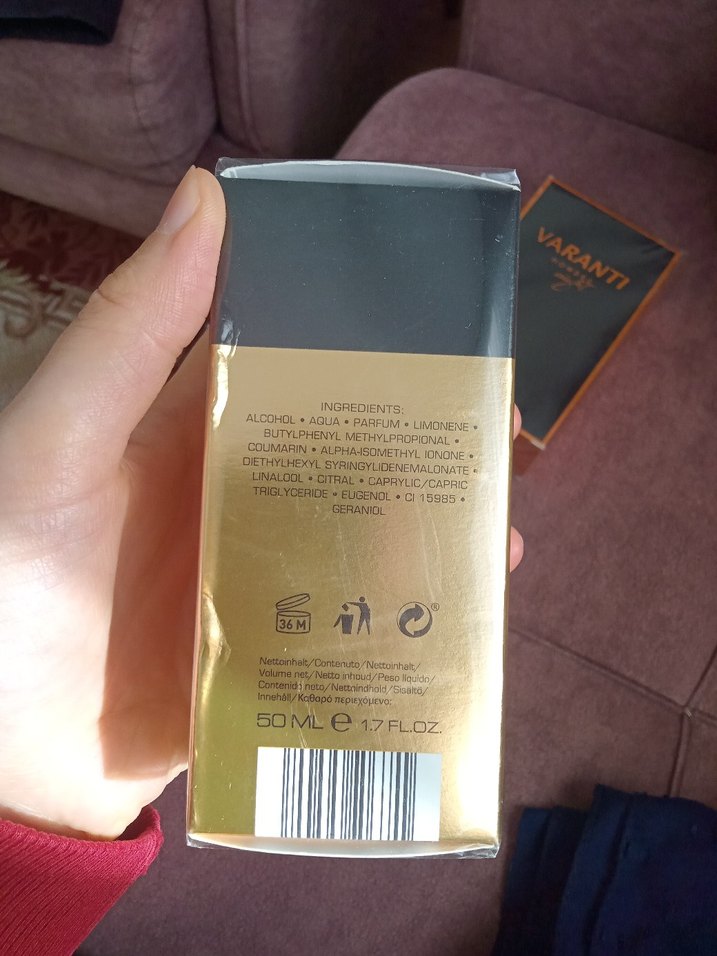 INGREDIENTS:
ALCOHOL • AQUA • PARFUM • LIMONENE •
BUTYLPHENYL METHYLPROPIONAL •
COUMARIN • ALPHA-ISOMETHYL IONONE •
DIETHYLHEXYL SYRINGYLIDENEMALONATE •
LINALOOL • CITRAL • CAPRYLIC/CAPRIC
TRIGLYCERIDE • EUGENOL • CI 15985 •
GERANIOL
36 M
®
Nettoinhalt/Contenuto/Nettoinhalt/
Volume net/Netto inhoud/Peso líquido/
Contenido neto/Nettoindhold/Sisältö/
Innehåll/Καθαρό περιεχόμενο:
50 ML e 1.7 FL.OZ.
VARANTI